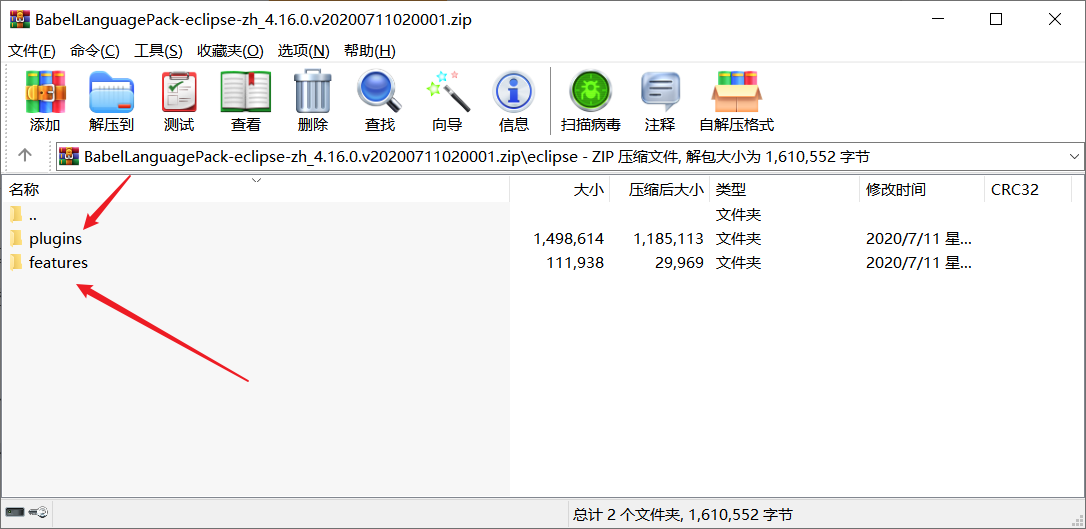 BabelLanguagePack-eclipse-zh_4.16.0.v20200711020001.zip
文件(F) 命令(C) 工具(S) 收藏夹(O) 选项(N) 帮助(H)
添加 解压到 测试 查看 删除 查找 向导 信息 扫描病毒 注释 自解压格式
BabelLanguagePack-eclipse-zh_4.16.0.v20200711020001.zip\eclipse - ZIP 压缩文件, 解包大小为 1,610,552 字节
名称 大小 压缩后大小 类型 修改时间 CRC32
.. 文件夹
plugins 1,498,614 1,185,113 文件夹 2020/7/11 星...
features 111,938 29,969 文件夹 2020/7/11 星...
总计 2 个文件夹, 1,610,552 字节